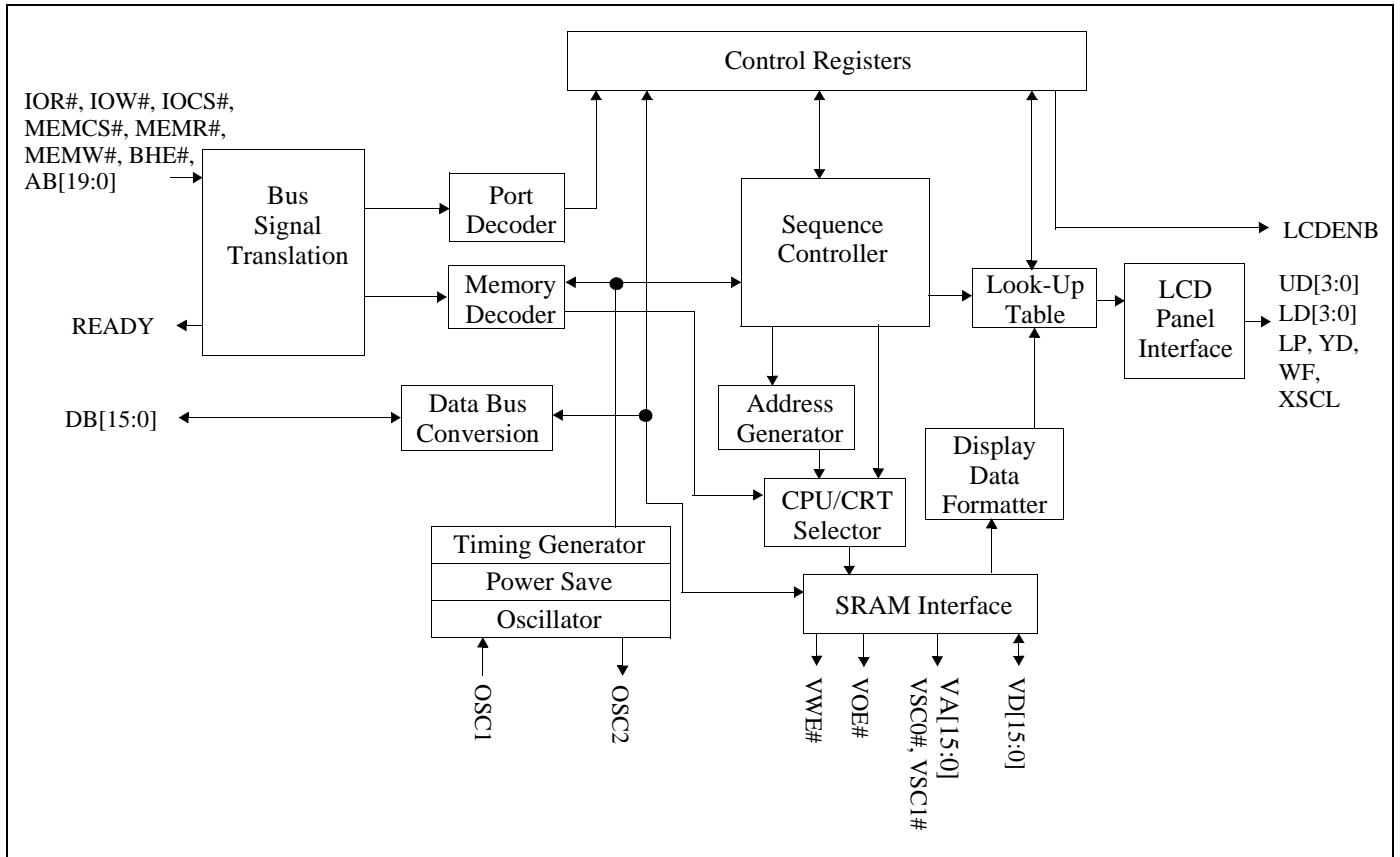 Control Registers
IOR#, IOW#, IOCS#,
MEMCS#, MEMR#,
MEMW#, BHE#,
AB[19:0]
Bus
Signal
Translation
Port
Decoder
Sequence
Controller
LCDENB
Memory
Decoder
Look-Up
Table
LCD
Panel
Interface
UD[3:0]
LD[3:0]
LP, YD,
WF,
XSCL
READY
DB[15:0]
Data Bus
Conversion
Address
Generator
Display
Data
Formatter
CPU/CRT
Selector
Timing Generator
Power Save
Oscillator
SRAM Interface
OSC1
OSC2
VWE#
VOE#
VA[15:0]
VSC0#, VSC1#
VD[15:0]